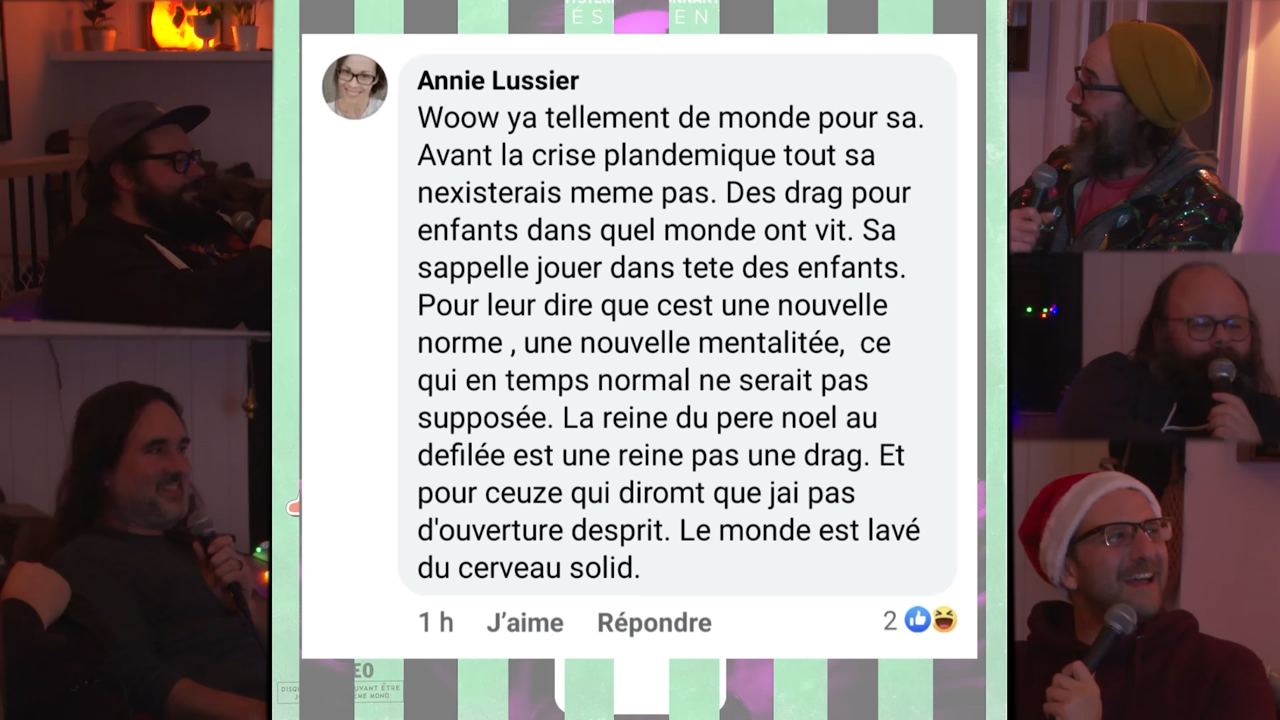 ÉS EN
Annie Lussier
Woow ya tellement de monde pour sa.
Avant la crise plandemique tout sa
nexisterais meme pas. Des drag pour
enfants dans quel monde ont vit. Sa
sappelle jouer dans tete des enfants.
Pour leur dire que cest une nouvelle
norme , une nouvelle mentalitée,  ce
qui en temps normal ne serait pas
supposée. La reine du pere noel au
defilée est une reine pas une drag. Et
pour ceuze qui diromt que jai pas
d'ouverture desprit. Le monde est lavé
du cerveau solid.
1 h J'aime Répondre 2
ÉO